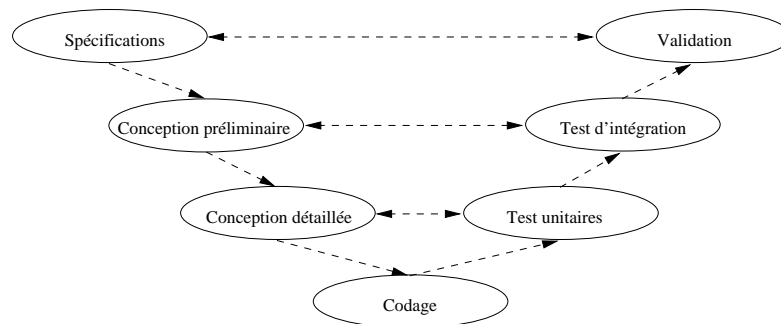 Spécifications
Validation
Conception préliminaire
Test d'intégration
Conception détaillée
Test unitaires
Codage